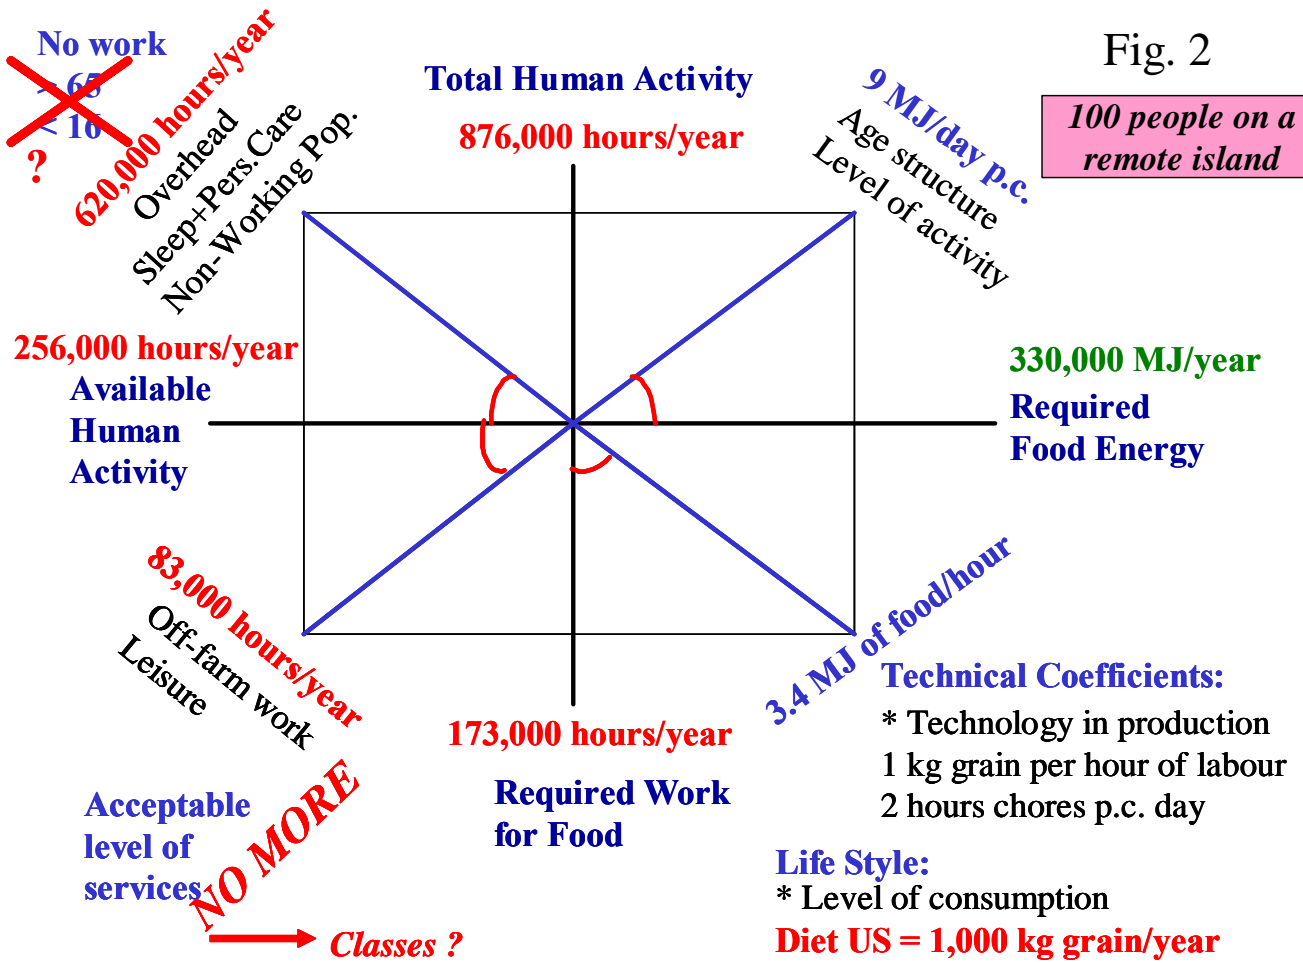 Fig. 2
100 people on a
remote island
No work
> 65
< 16
?
620,000 hours/year
Overhead
Sleep+Pers.Care
Non-Working Pop.
Total Human Activity
876,000 hours/year
9 MJ/day p.c.
Age structure
Level of activity
256,000 hours/year
Available
Human
Activity
330,000 MJ/year
Required
Food Energy
83,000 hours/year
Off-farm work
Leisure
173,000 hours/year
Required Work
for Food
3.4 MJ of food/hour
Technical Coefficients:
* Technology in production
1 kg grain per hour of labour
2 hours chores p.c. day
Acceptable
level of
services
NO MORE
Classes ?
Life Style:
* Level of consumption
Diet US = 1,000 kg grain/year